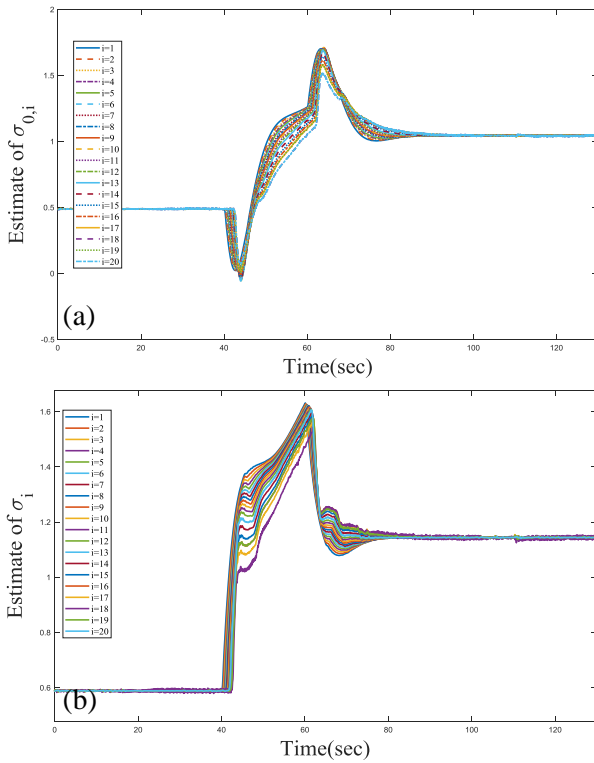 2
1.5
1
0.5
0
-0.5
Estimate of σ0,i
i=1
i=2
i=3
i=4
i=5
i=6
i=7
i=8
i=9
i=10
i=11
i=12
i=13
i=14
i=15
i=16
i=17
i=18
i=19
i=20
(a)
0 20 40 60 80 100 120
Time(sec)
1.6
1.4
1.2
1
0.8
0.6
Estimate of σi
i=1
i=2
i=3
i=4
i=5
i=6
i=7
i=8
i=9
i=10
i=11
i=12
i=13
i=14
i=15
i=16
i=17
i=18
i=19
i=20
(b)
0 20 40 60 80 100 120
Time(sec)